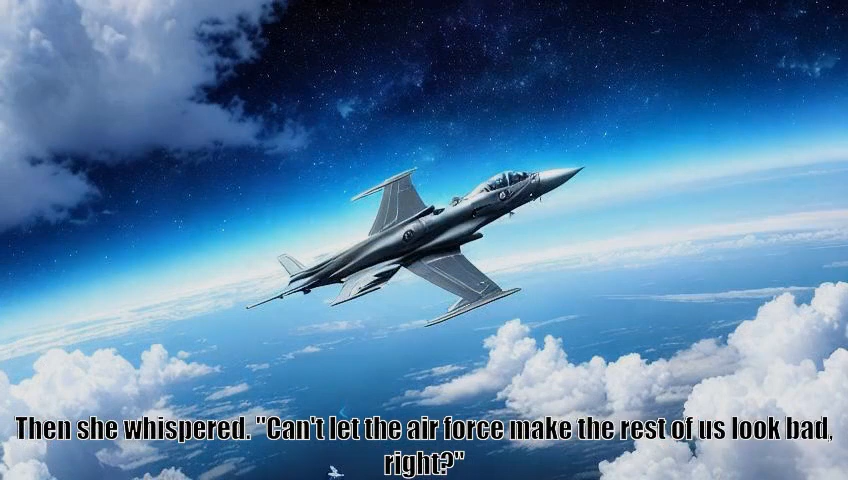 Then she whispered. "Can't let the air force make the rest of us look bad,
right?"